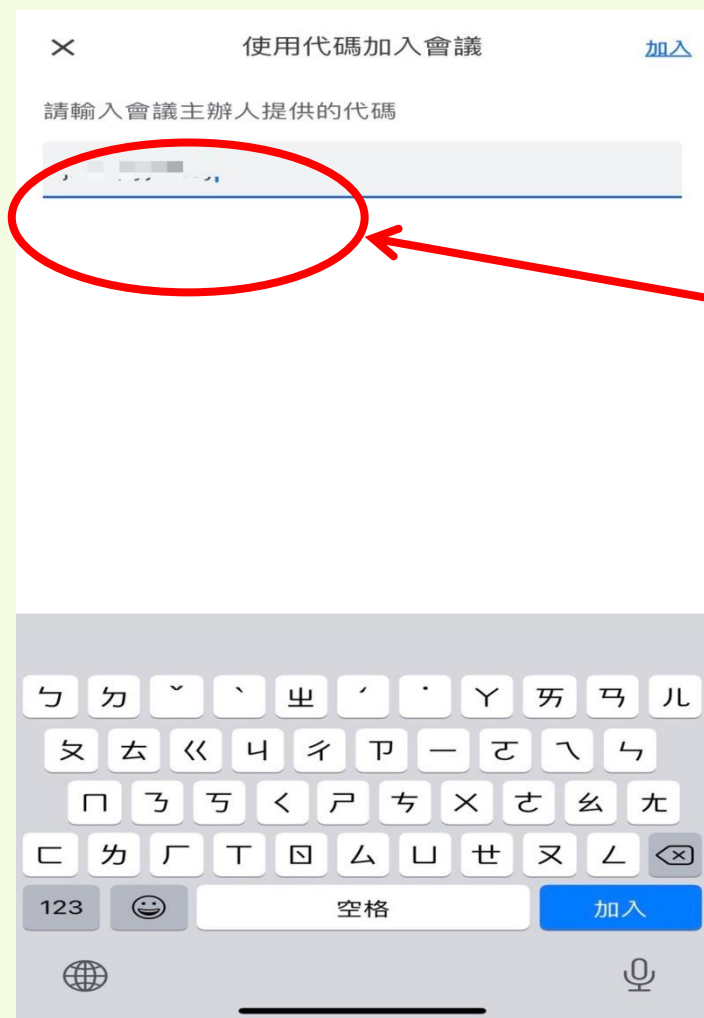 使用代碼加入會議 加入
請輸入會議主辦人提供的代碼
ㄅ ㄉ ˇ ˋ ㄓ ˊ ˙ ㄚ ㄞ ㄢ ㄦ
ㄆ ㄊ ㄍ ㄐ ㄔ ㄗ ㄧ ㄛ ㄟ ㄣ
ㄇ ㄋ ㄎ ㄑ ㄕ ㄘ ㄨ ㄜ ㄠ ㄤ
ㄈ ㄌ ㄏ ㄒ ㄖ ㄙ ㄩ ㄝ ㄡ ㄥ
123 空格 加入